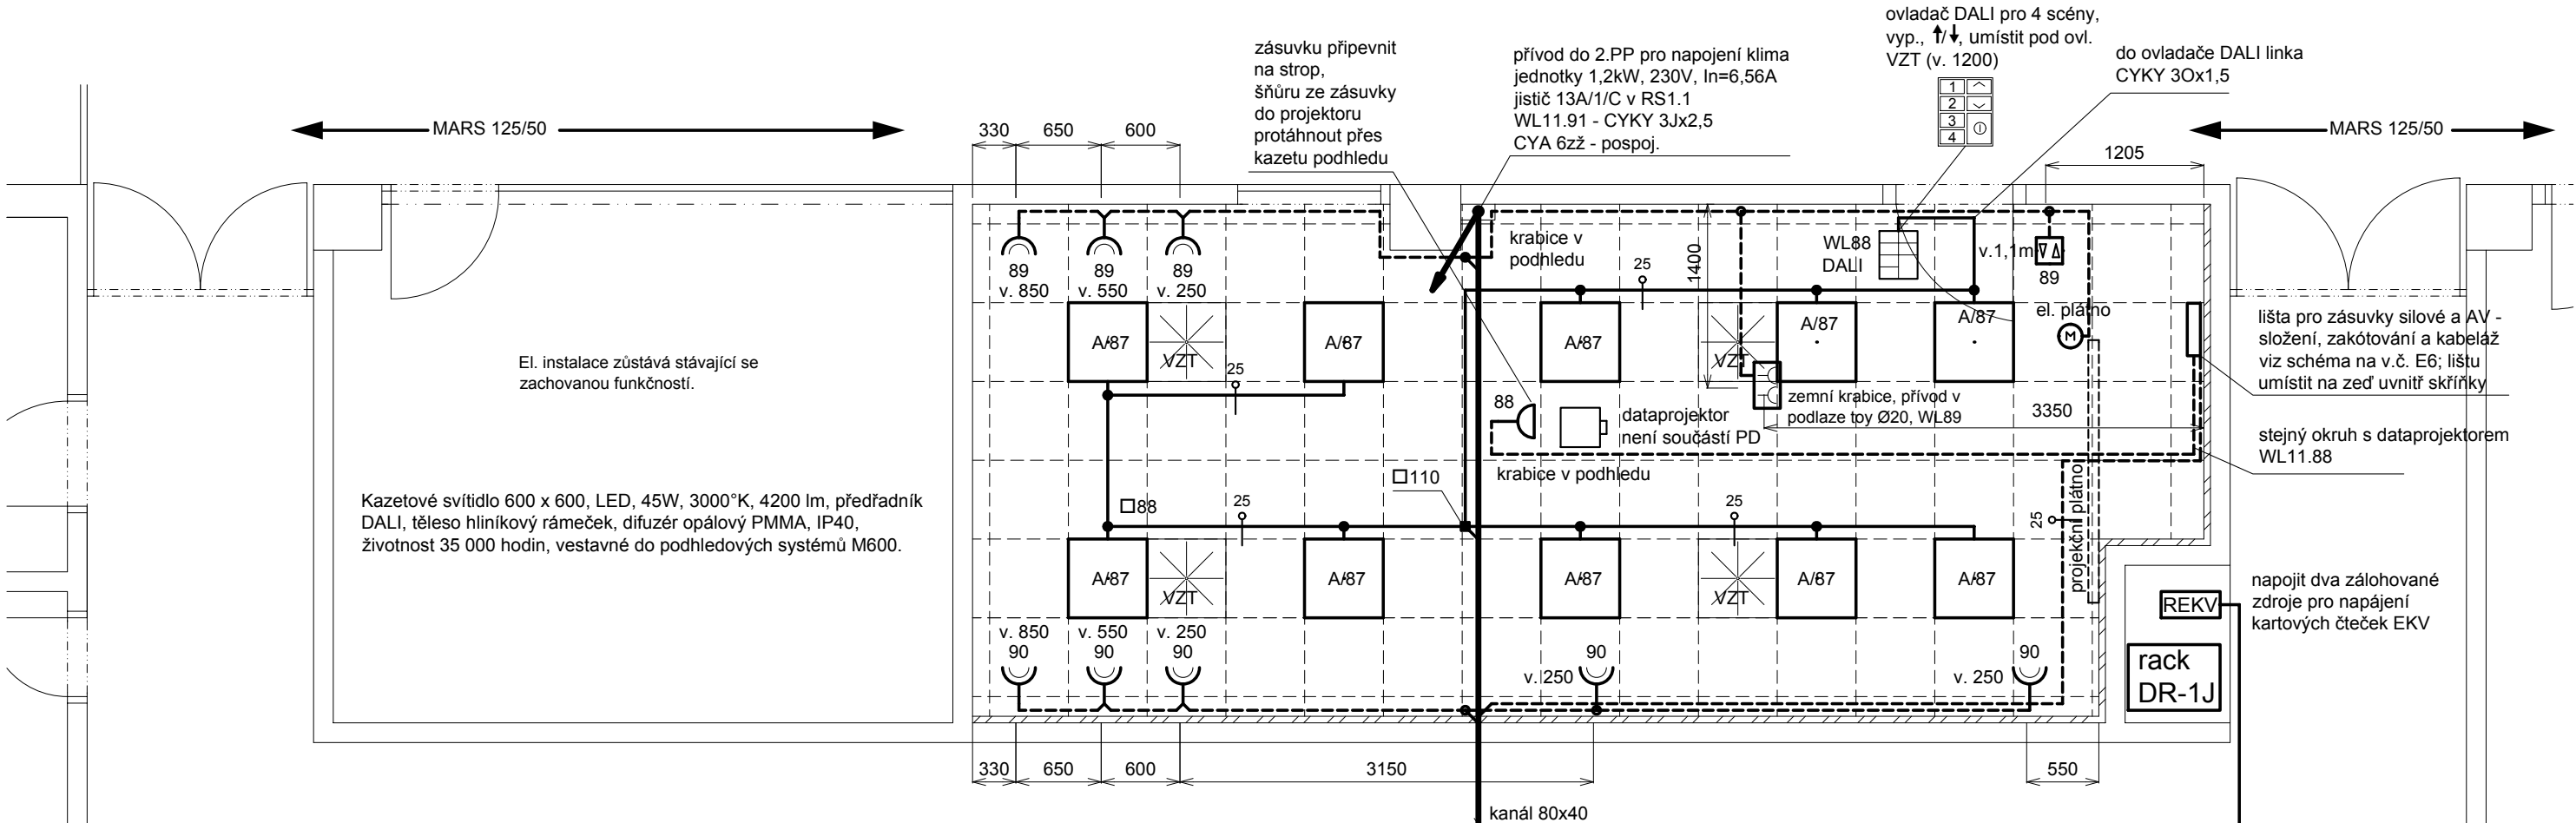 ovladač DALI pro 4 scény,
vyp., ↑/↓, umístit pod ovl.
VZT (v. 1200)
zásuvku připevnit
na strop,
šňůru ze zásuvky
do projektoru
protáhnout přes
kazetu podhledu
přívod do 2.PP pro napojení klima
jednotky 1,2kW, 230V, In=6,56A
jistič 13A/1/C v RS1.1
WL11.91 - CYKY 3Jx2,5
CYA 6zž - pospoj.
do ovladače DALI linka
CYKY 3Ox1,5
1
2
3
4
MARS 125/50
330
650
600
MARS 125/50
1205
krabice v
podhledu
1400
WL88
DALI
v.1,1m
89
89
v. 850
89
v. 550
89
v. 250
25
el. plátno
M
A/87
VZT
A/87
A/87
VZT
A/87
A/87
25
lišta pro zásuvky silové a AV -
složení, zakótování a kabeláž
viz schéma na v.č. E6; lištu
umístit na zeď uvnitř skříňky
El. instalace zůstává stávající se
zachovanou funkčností.
88
dataprojektor
není součástí PD
zemní krabice, přívod v
podlaze toy Ø20, WL89
3350
stejný okruh s dataprojektorem
WL11.88
krabice v podhledu
110
88
25
25
25
projekční plátno
Kazetové svítidlo 600 x 600, LED, 45W, 3000°K, 4200 lm, předřadník
DALI, těleso hliníkový rámeček, difuzér opálový PMMA, IP40,
životnost 35 000 hodin, vestavné do podhledových systémů M600.
A/87
VZT
A/87
A/87
VZT
A/87
A/87
napojit dva zálohované
zdroje pro napájení
kartových čteček EKV
REKV
rack
DR-1J
v. 850
90
v. 550
90
v. 250
90
90
v. 250
90
v. 250
330
650
600
3150
550
kanál 80x40